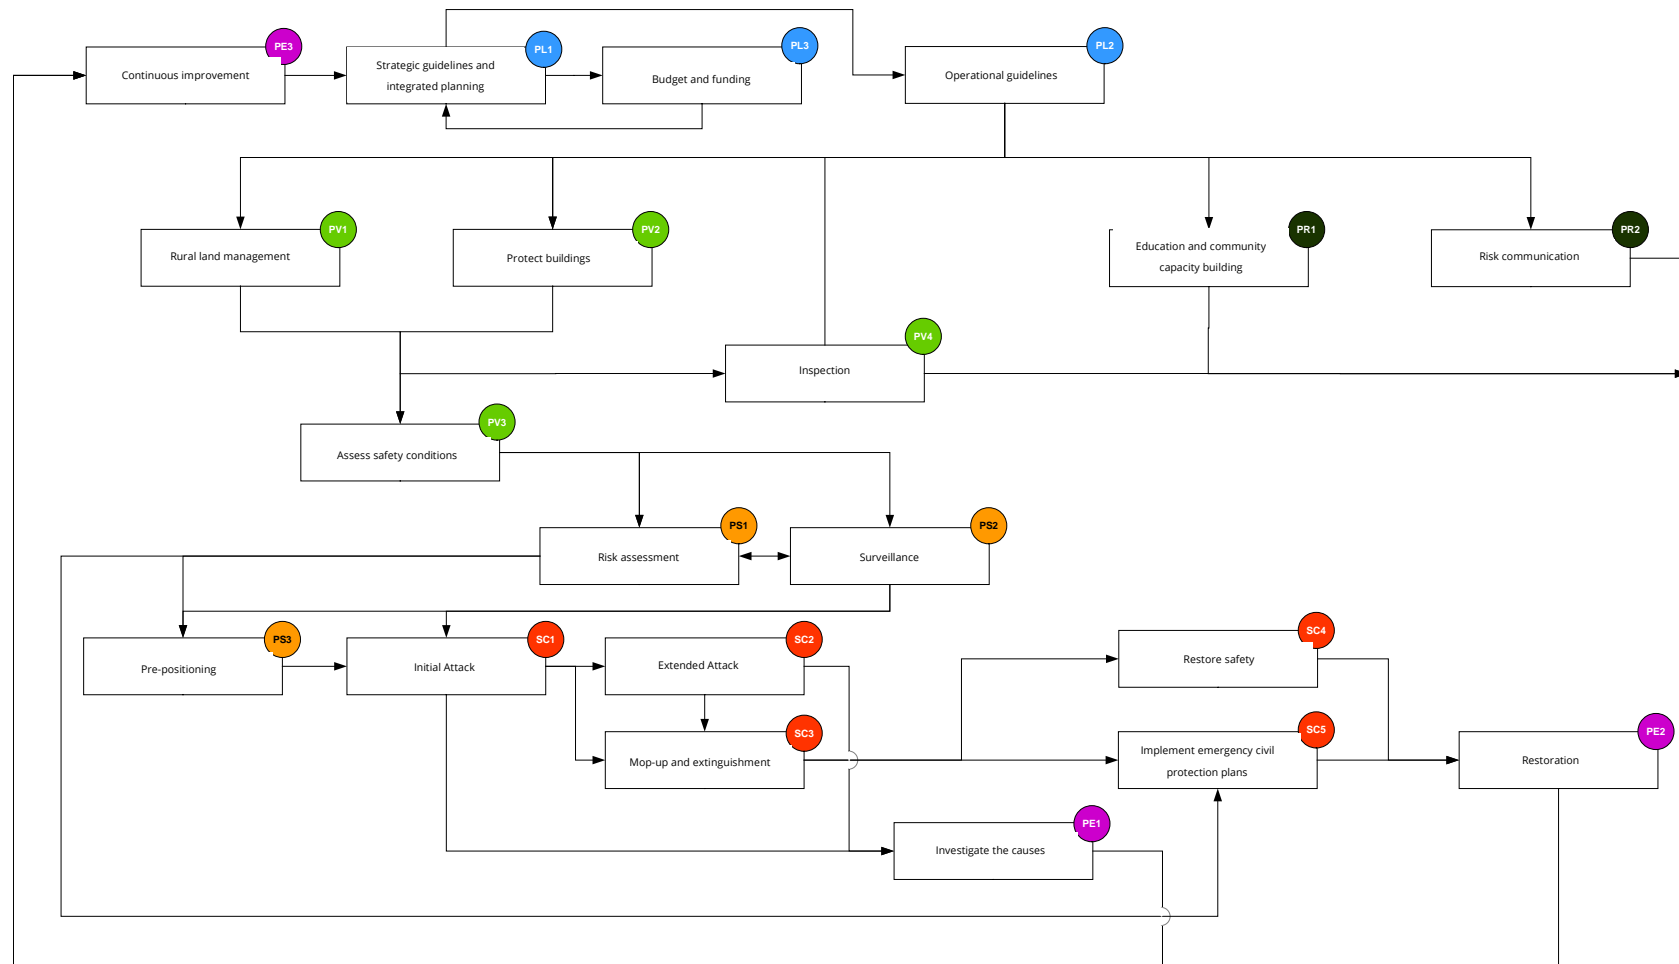 PE3
Continuous improvement
PL1
Strategic guidelines and
integrated planning
PL3
Budget and funding
PL2
Operational guidelines
PV1
Rural land management
PV2
Protect buildings
PR1
Education and community
capacity building
PR2
Risk communication
PV4
Inspection
PV3
Assess safety conditions
PS1
Risk assessment
PS2
Surveillance
PS3
Pre-positioning
SC1
Initial Attack
SC2
Extended Attack
SC4
Restore safety
SC3
Mop-up and extinguishment
SC5
Implement emergency civil
protection plans
PE2
Restoration
PE1
Investigate the causes